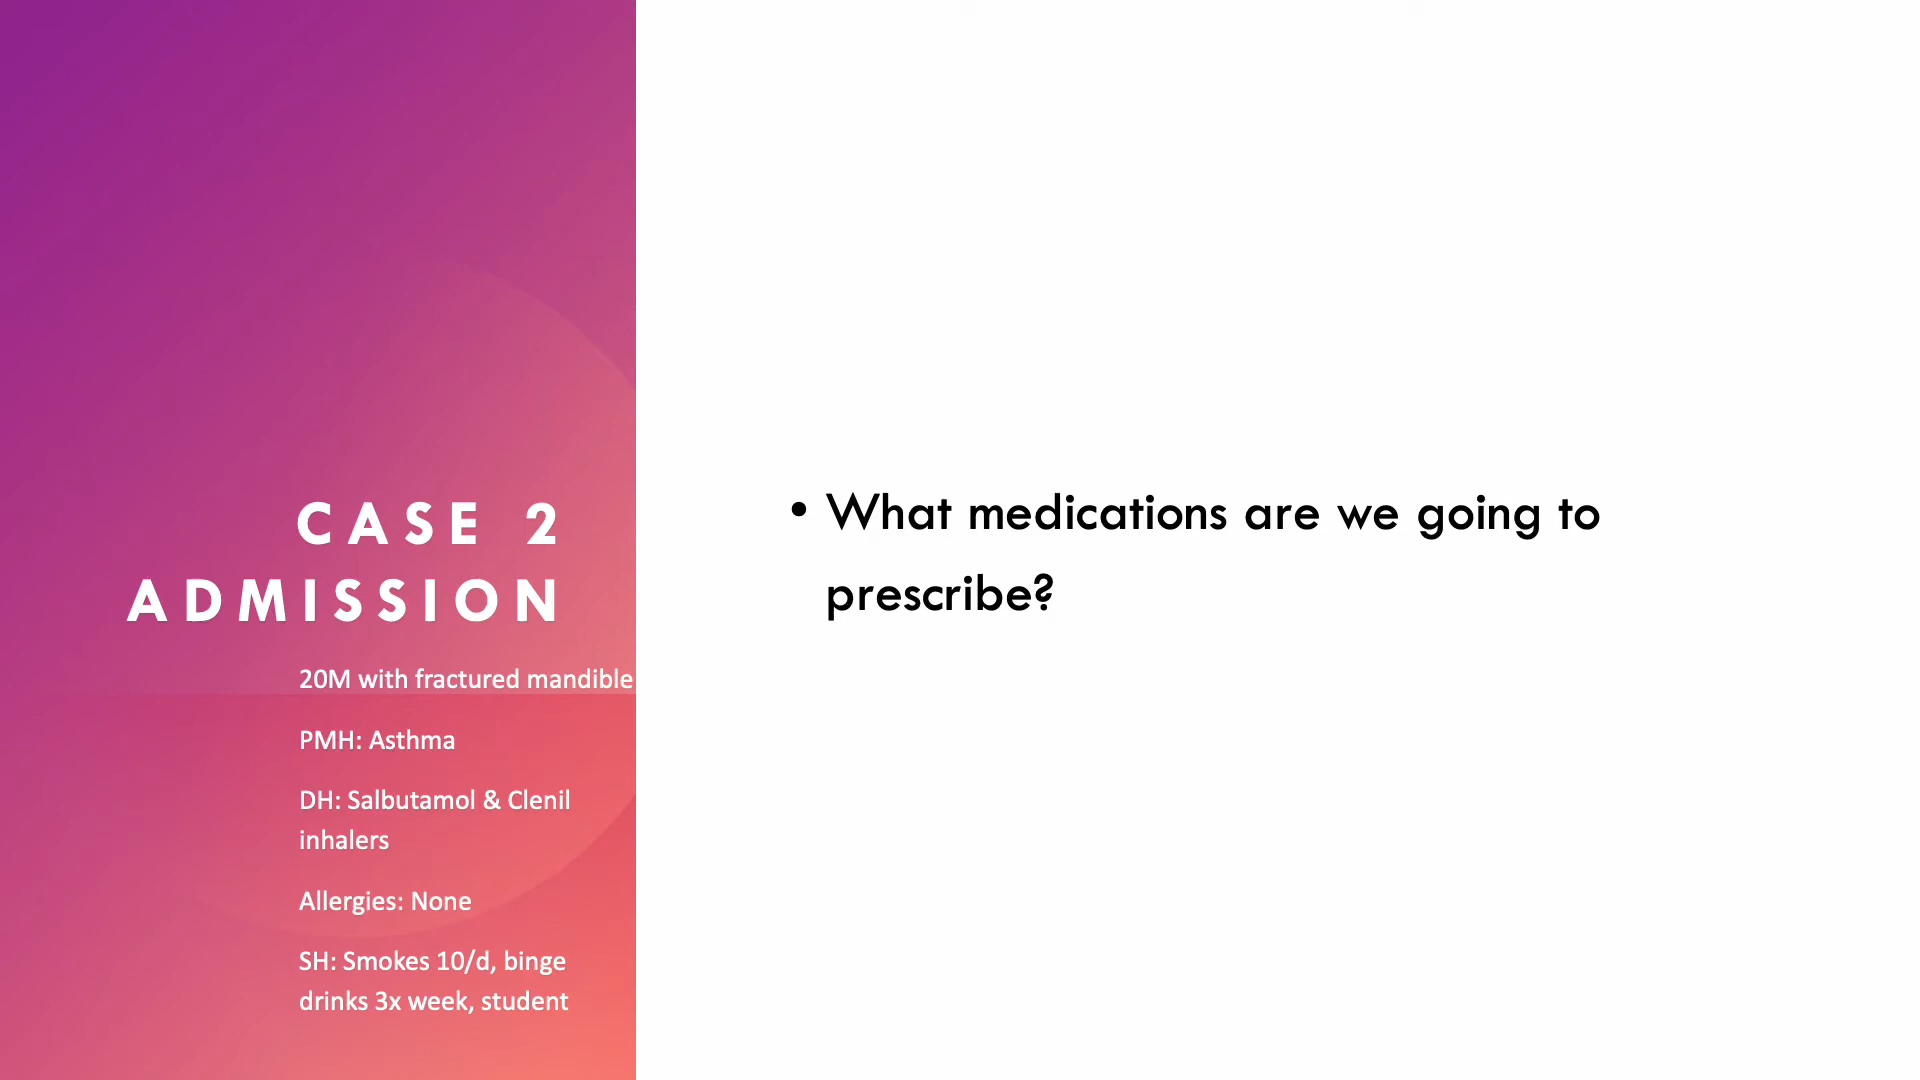 CASE 2
ADMISSION
20M with fractured mandible
PMH: Asthma
DH: Salbutamol & Clenil
inhalers
Allergies: None
SH: Smokes 10/d, binge
drinks 3x week, student
• What medications are we going to
prescribe?